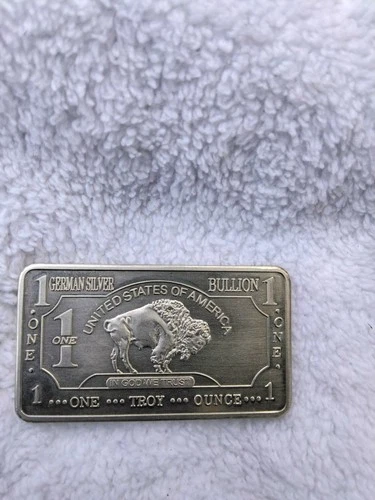 1 GERMAN SILVER BULLION 1
UNITED STATES OF AMERICA
ONE 1 ONE ONE
IN GOD WE TRUST
1 ••• ONE ••• TROY ••• OUNCE ••• 1